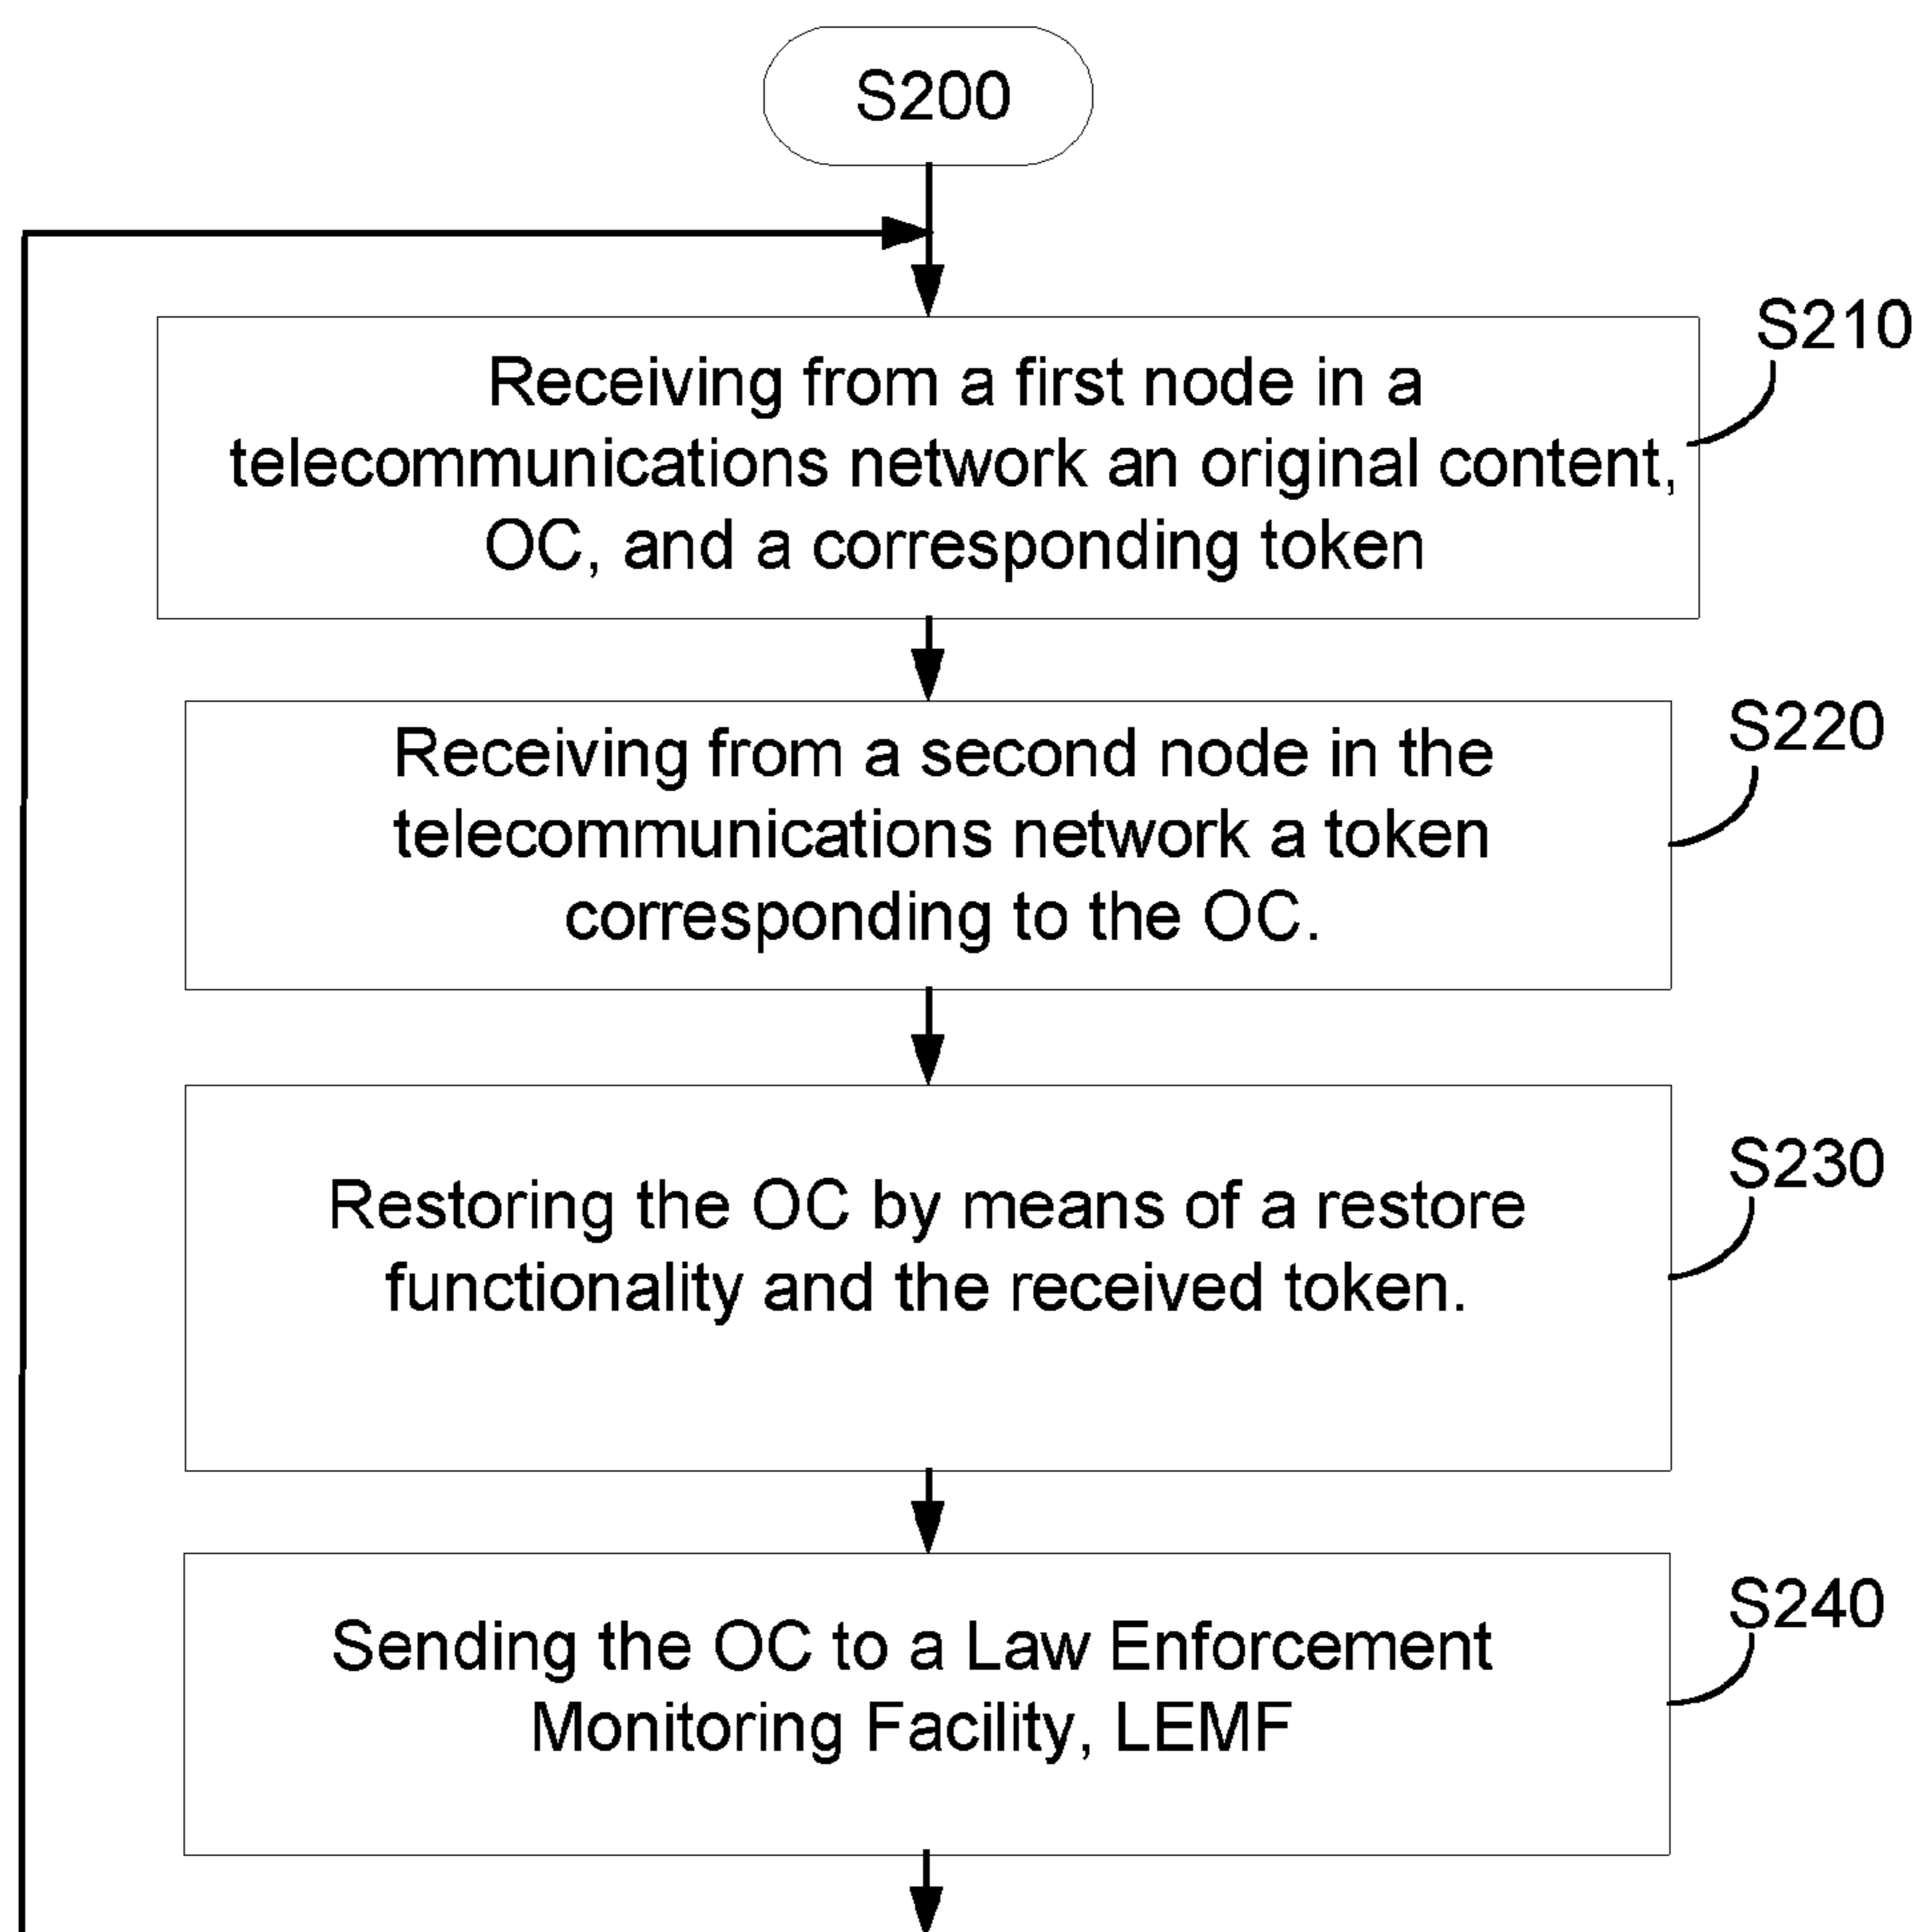 S200
S210
Receiving from a first node in a
telecommunications network an original content,
OC, and a corresponding token
S220
Receiving from a second node in the
telecommunications network a token
corresponding to the OC.
S230
Restoring the OC by means of a restore
functionality and the received token.
S240
Sending the OC to a Law Enforcement
Monitoring Facility, LEMF